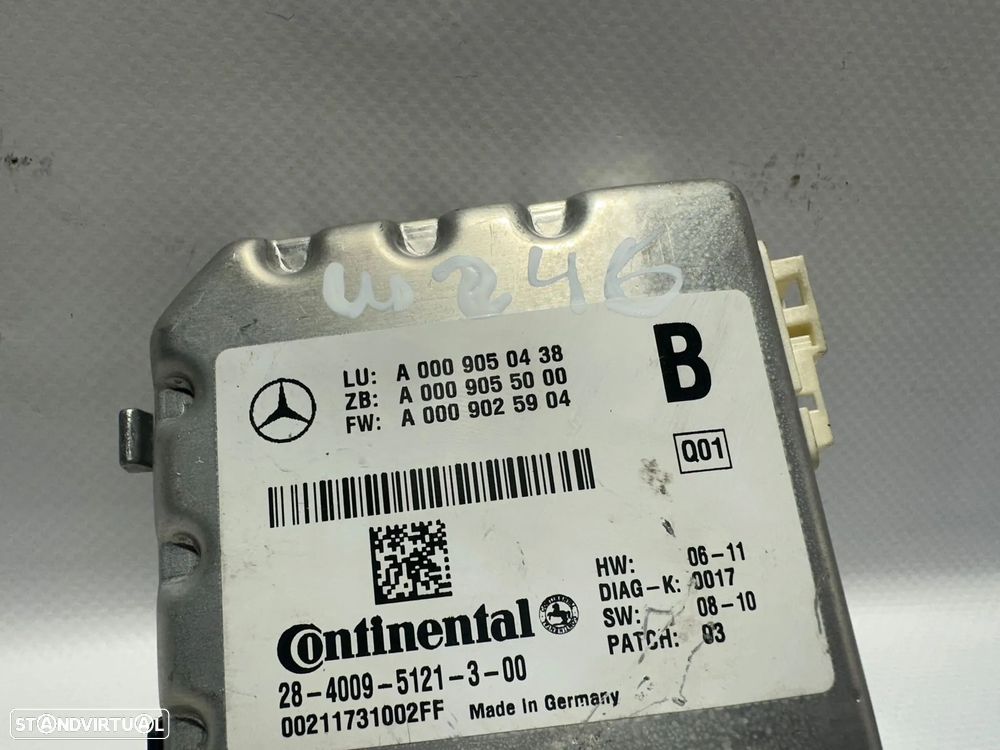 w246
LU: A 000 905 04 38
ZB: A 000 905 50 00
FW: A 000 902 59 04
B
Q01
HW: 06-11
DIAG-K: 0017
SW: 08-10
PATCH: 03
Continental
28-4009-5121-3-00
00211731002FF Made in Germany
STANDVIRTUAL